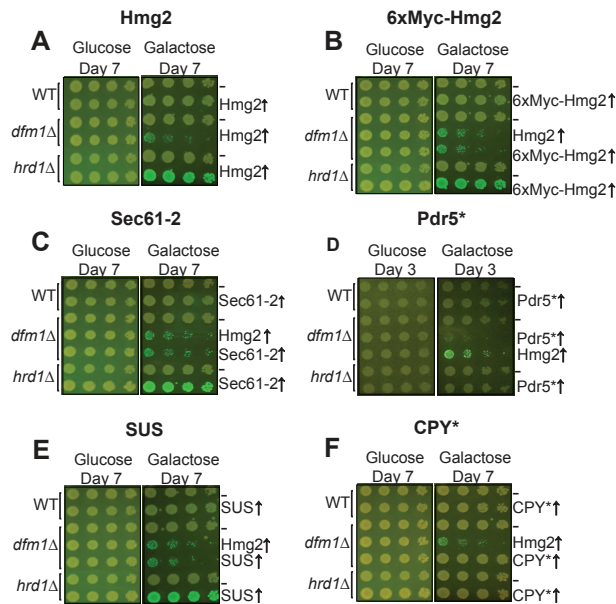 Hmg2
A
Glucose Galactose
Day 7 Day 7
WT
–
Hmg2↑
dfm1Δ
–
Hmg2↑
hrd1Δ
–
Hmg2↑
6xMyc-Hmg2
B
Glucose Galactose
Day 7 Day 7
WT
–
6xMyc-Hmg2↑
dfm1Δ
–
Hmg2↑
6xMyc-Hmg2↑
hrd1Δ
–
6xMyc-Hmg2↑
Sec61-2
C
Glucose Galactose
Day 7 Day 7
WT
–
Sec61-2↑
dfm1Δ
–
Hmg2↑
Sec61-2↑
hrd1Δ
–
Sec61-2↑
Pdr5*
D
Glucose Galactose
Day 3 Day 3
WT
–
Pdr5*↑
dfm1Δ
–
Pdr5*↑
Hmg2↑
hrd1Δ
–
Pdr5*↑
SUS
E
Glucose Galactose
Day 7 Day 7
WT
–
SUS↑
dfm1Δ
–
Hmg2↑
SUS↑
hrd1Δ
–
SUS↑
CPY*
F
Glucose Galactose
Day 7 Day 7
WT
–
CPY*↑
dfm1Δ
–
Hmg2↑
CPY*↑
hrd1Δ
–
CPY*↑